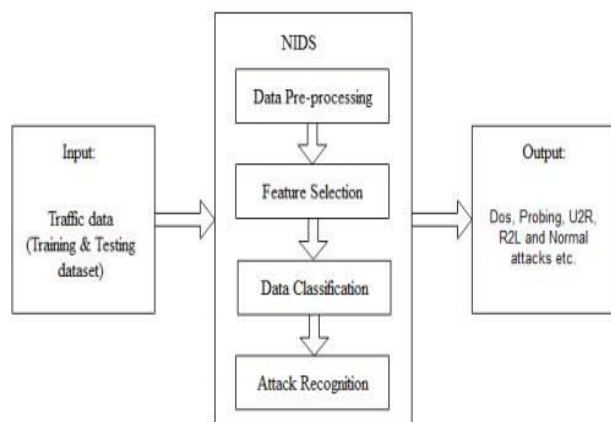 Input:
Traffic data
(Training & Testing
dataset)
NIDS
Data Pre-processing
Feature Selection
Data Classification
Attack Recognition
Output:
Dos, Probing, U2R,
R2L and Normal
attacks etc.